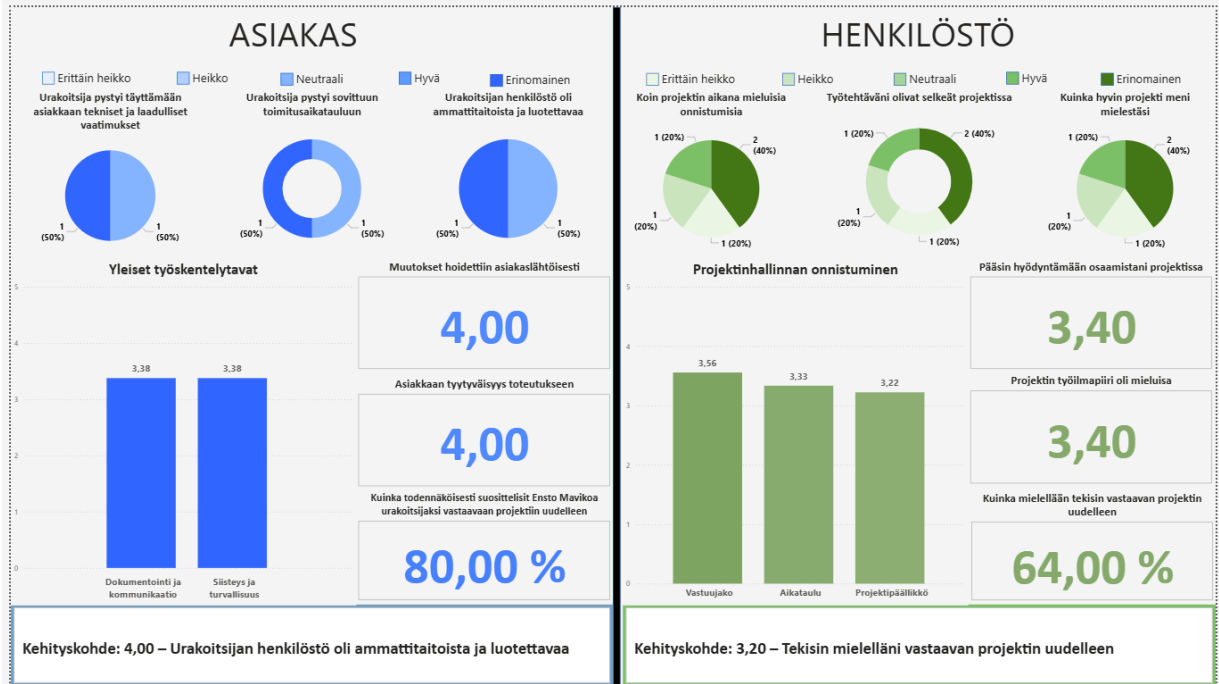 ASIAKAS
Erittäin heikko
Heikko
Neutraali
Hyvä
Erinomainen
Urakoitsija pystyi täyttämään
asiakkaan tekniset ja laadulliset
vaatimukset
1
(50%)
1
(50%)
Urakoitsija pystyi sovittuun
toimitusaikatauluun
1
(50%)
1
(50%)
Urakoitsijan henkilöstö oli
ammattitaitoista ja luotettavaa
1
(50%)
1
(50%)
Yleiset työskentelytavat
5
4
3
2
1
0
3,38
3,38
Dokumentointi ja
kommunikaatio
Siisteys ja
turvallisuus
Muutokset hoidettiin asiakaslähtöisesti
4,00
Asiakkaan tyytyväisyys toteutukseen
4,00
Kuinka todennäköisesti suosittelisit Ensto Mavikoa
urakoitsijaksi vastaavaan projektiin uudelleen
80,00 %
Kehityskohde: 4,00 – Urakoitsijan henkilöstö oli ammattitaitoista ja luotettavaa
HENKILÖSTÖ
Erittäin heikko
Heikko
Neutraali
Hyvä
Erinomainen
Koin projektin aikana mieluisia
onnistumisia
1 (20%)
2
(40%)
1
(20%)
1 (20%)
Työtehtäväni olivat selkeät projektissa
1 (20%)
2 (40%)
1
(20%)
1 (20%)
Kuinka hyvin projekti meni
mielestäsi
1 (20%)
2
(40%)
1
(20%)
1 (20%)
Projektinhallinnan onnistuminen
5
4
3
2
1
0
3,56
3,33
3,22
Vastuujako
Aikataulu
Projektipäällikkö
Pääsin hyödyntämään osaamistani projektissa
3,40
Projektin työilmapiiri oli mieluisa
3,40
Kuinka mielellään tekisin vastaavan projektin
uudelleen
64,00 %
Kehityskohde: 3,20 – Tekisin mielelläni vastaavan projektin uudelleen